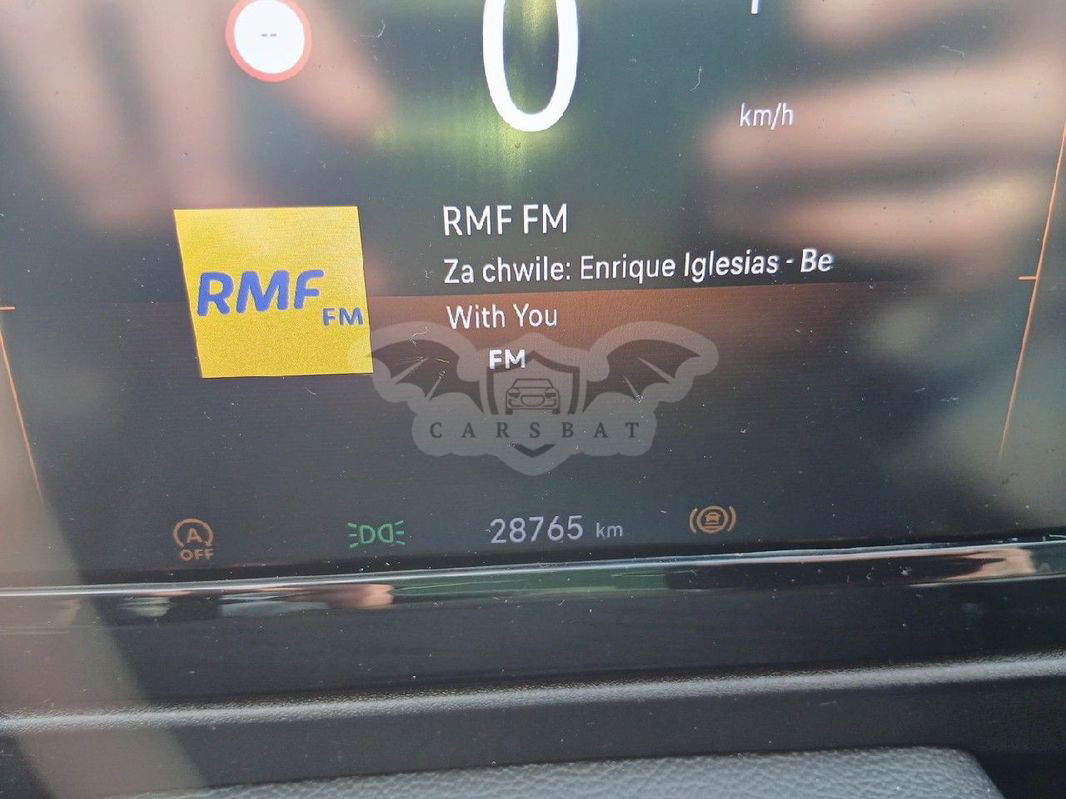 --
0
km/h
RMF FM
RMF FM
Za chwile: Enrique Iglesias - Be
With You
FM
CARSBAT
A
OFF
28765 km